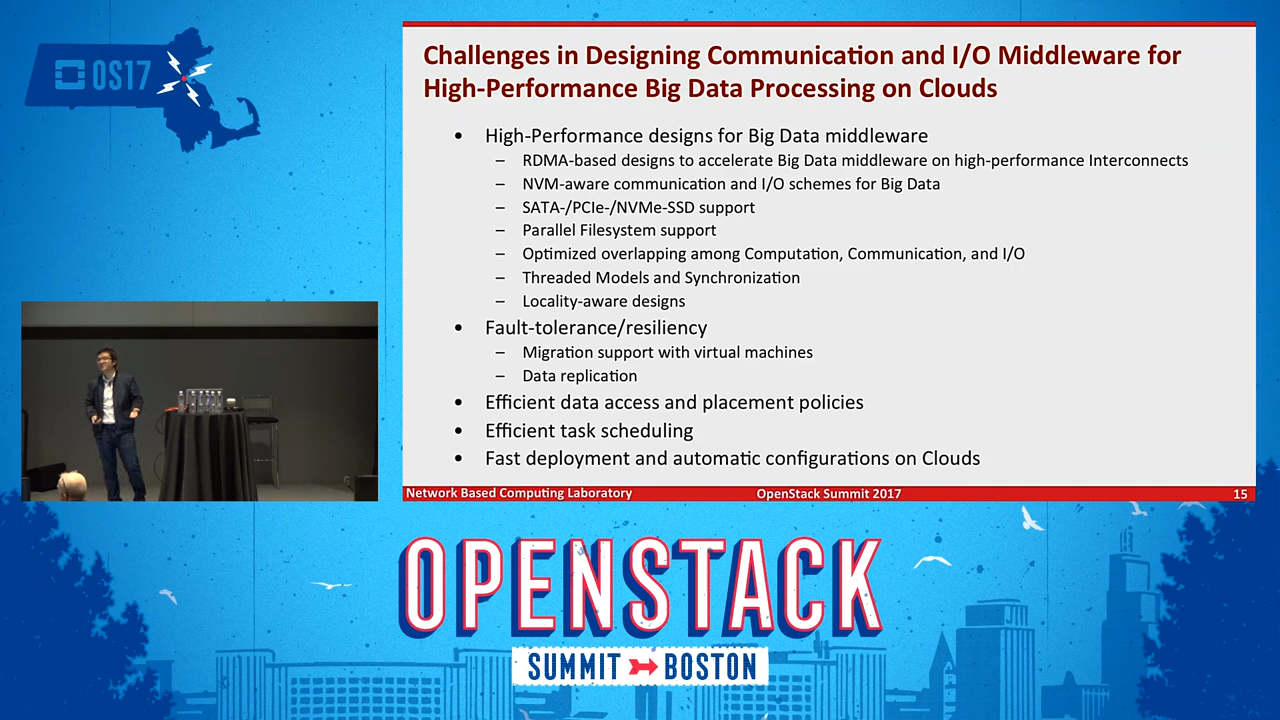 OS17
Challenges in Designing Communication and I/O Middleware for
High-Performance Big Data Processing on Clouds
• High-Performance designs for Big Data middleware
– RDMA-based designs to accelerate Big Data middleware on high-performance Interconnects
– NVM-aware communication and I/O schemes for Big Data
– SATA-/PCIe-/NVMe-SSD support
– Parallel Filesystem support
– Optimized overlapping among Computation, Communication, and I/O
– Threaded Models and Synchronization
– Locality-aware designs
• Fault-tolerance/resiliency
– Migration support with virtual machines
– Data replication
• Efficient data access and placement policies
• Efficient task scheduling
• Fast deployment and automatic configurations on Clouds
Network Based Computing Laboratory OpenStack Summit 2017 15
OPENSTACK
SUMMIT BOSTON